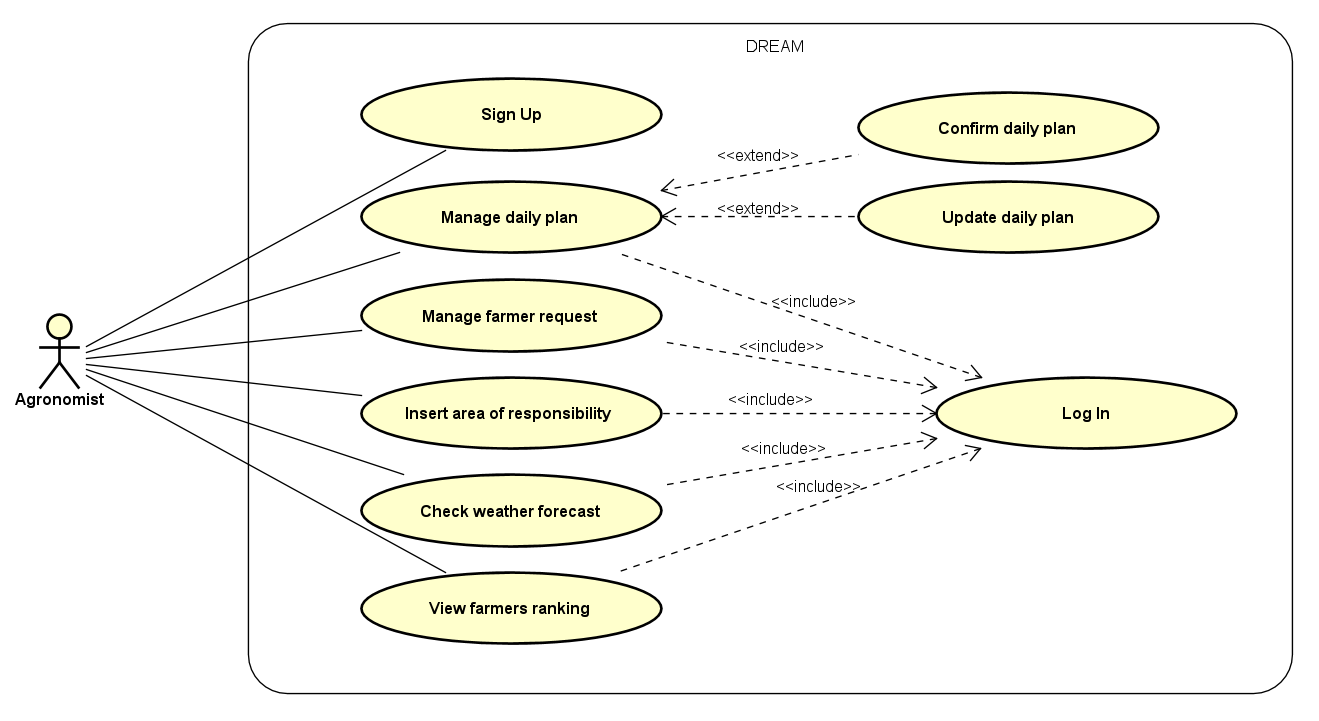 DREAM
Sign Up
Confirm daily plan
<<extend>>
Manage daily plan
<<extend>>
Update daily plan
<<include>>
Manage farmer request
<<include>>
Agronomist
<<include>>
Insert area of responsibility
Log In
<<include>>
Check weather forecast
<<include>>
View farmers ranking